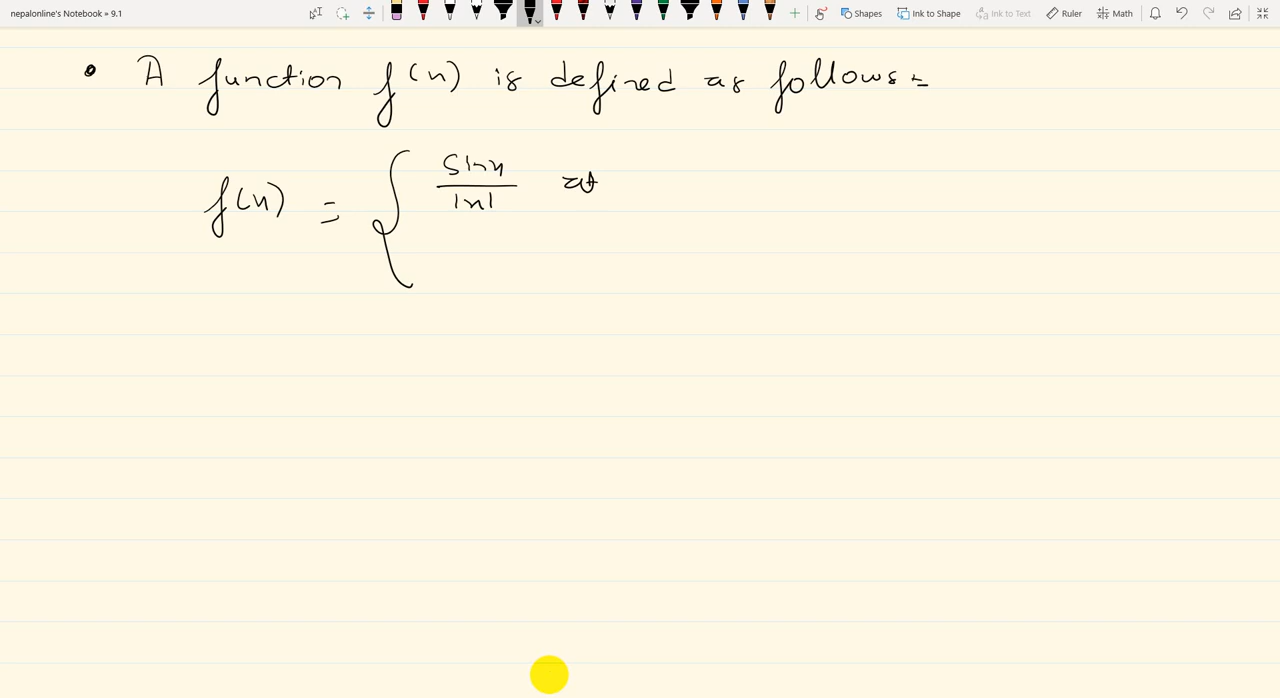 nepalonline's Notebook » 9.1
Shapes Ink to Shape Ink to Text Ruler Math
• A function f(x) is defined as follows:
f(x) = { sin x / |x| at